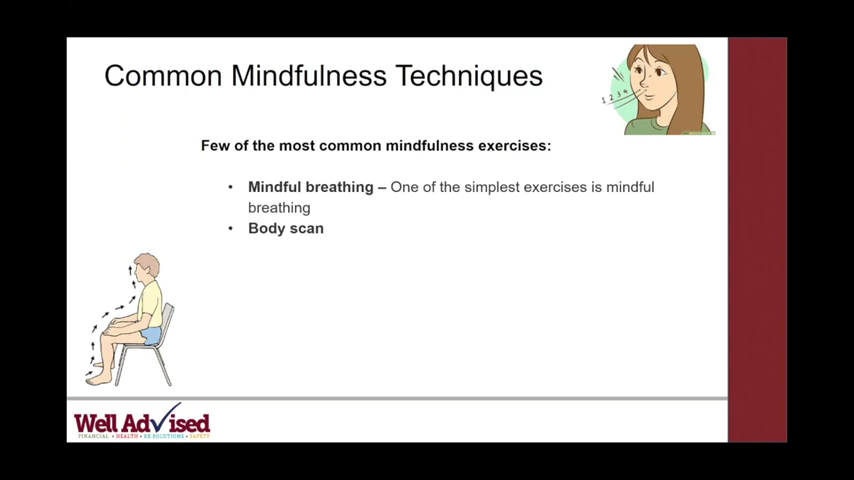 Common Mindfulness Techniques
1 2 3 4
Few of the most common mindfulness exercises:
• Mindful breathing – One of the simplest exercises is mindful
breathing
• Body scan
Well Advised
FINANCIAL • HEALTH • RE SOLUTIONS • SAFETY